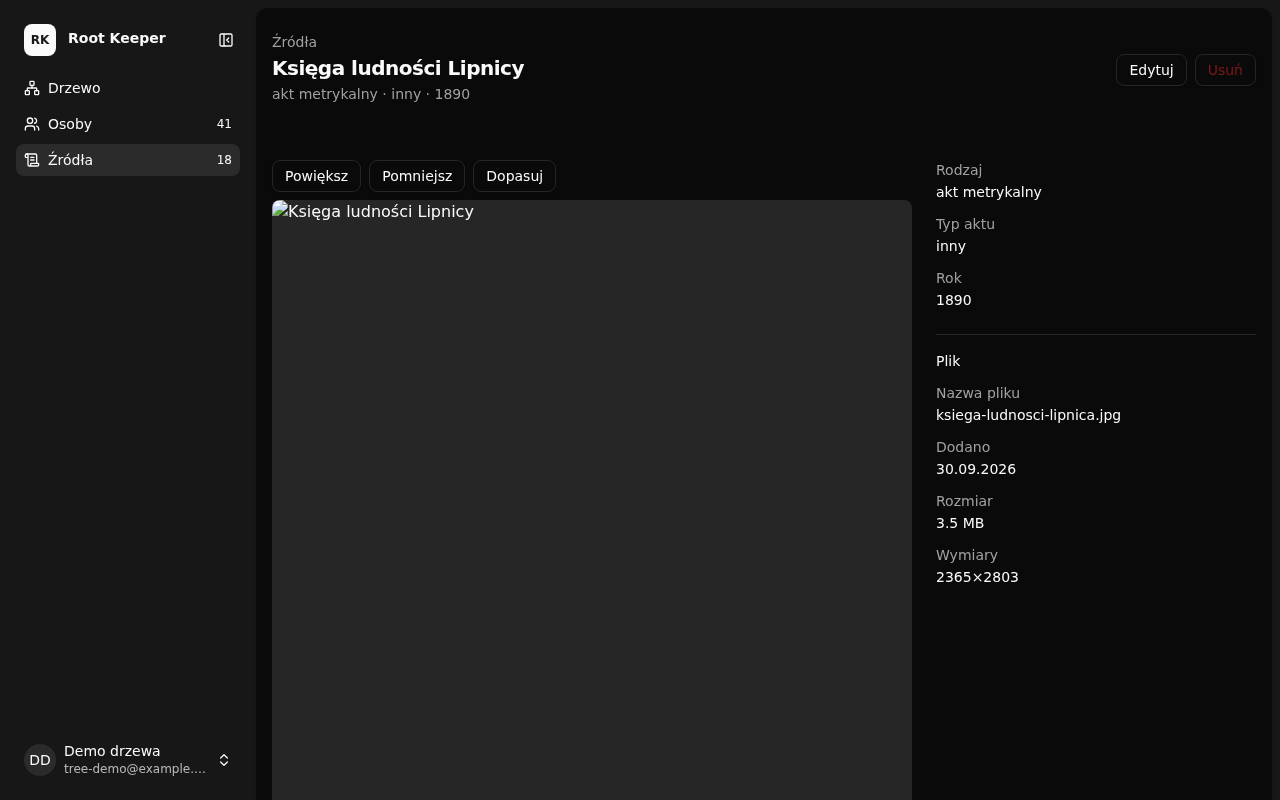 RK
Root Keeper
Drzewo
Osoby
41
Źródła
18
Źródła
Księga ludności Lipnicy
akt metrykalny · inny · 1890
Edytuj
Usuń
Powiększ
Pomniejsz
Dopasuj
Księga ludności Lipnicy
Rodzaj
akt metrykalny
Typ aktu
inny
Rok
1890
Plik
Nazwa pliku
ksiega-ludnosci-lipnica.jpg
Dodano
30.09.2026
Rozmiar
3.5 MB
Wymiary
2365×2803
DD
Demo drzewa
tree-demo@example....